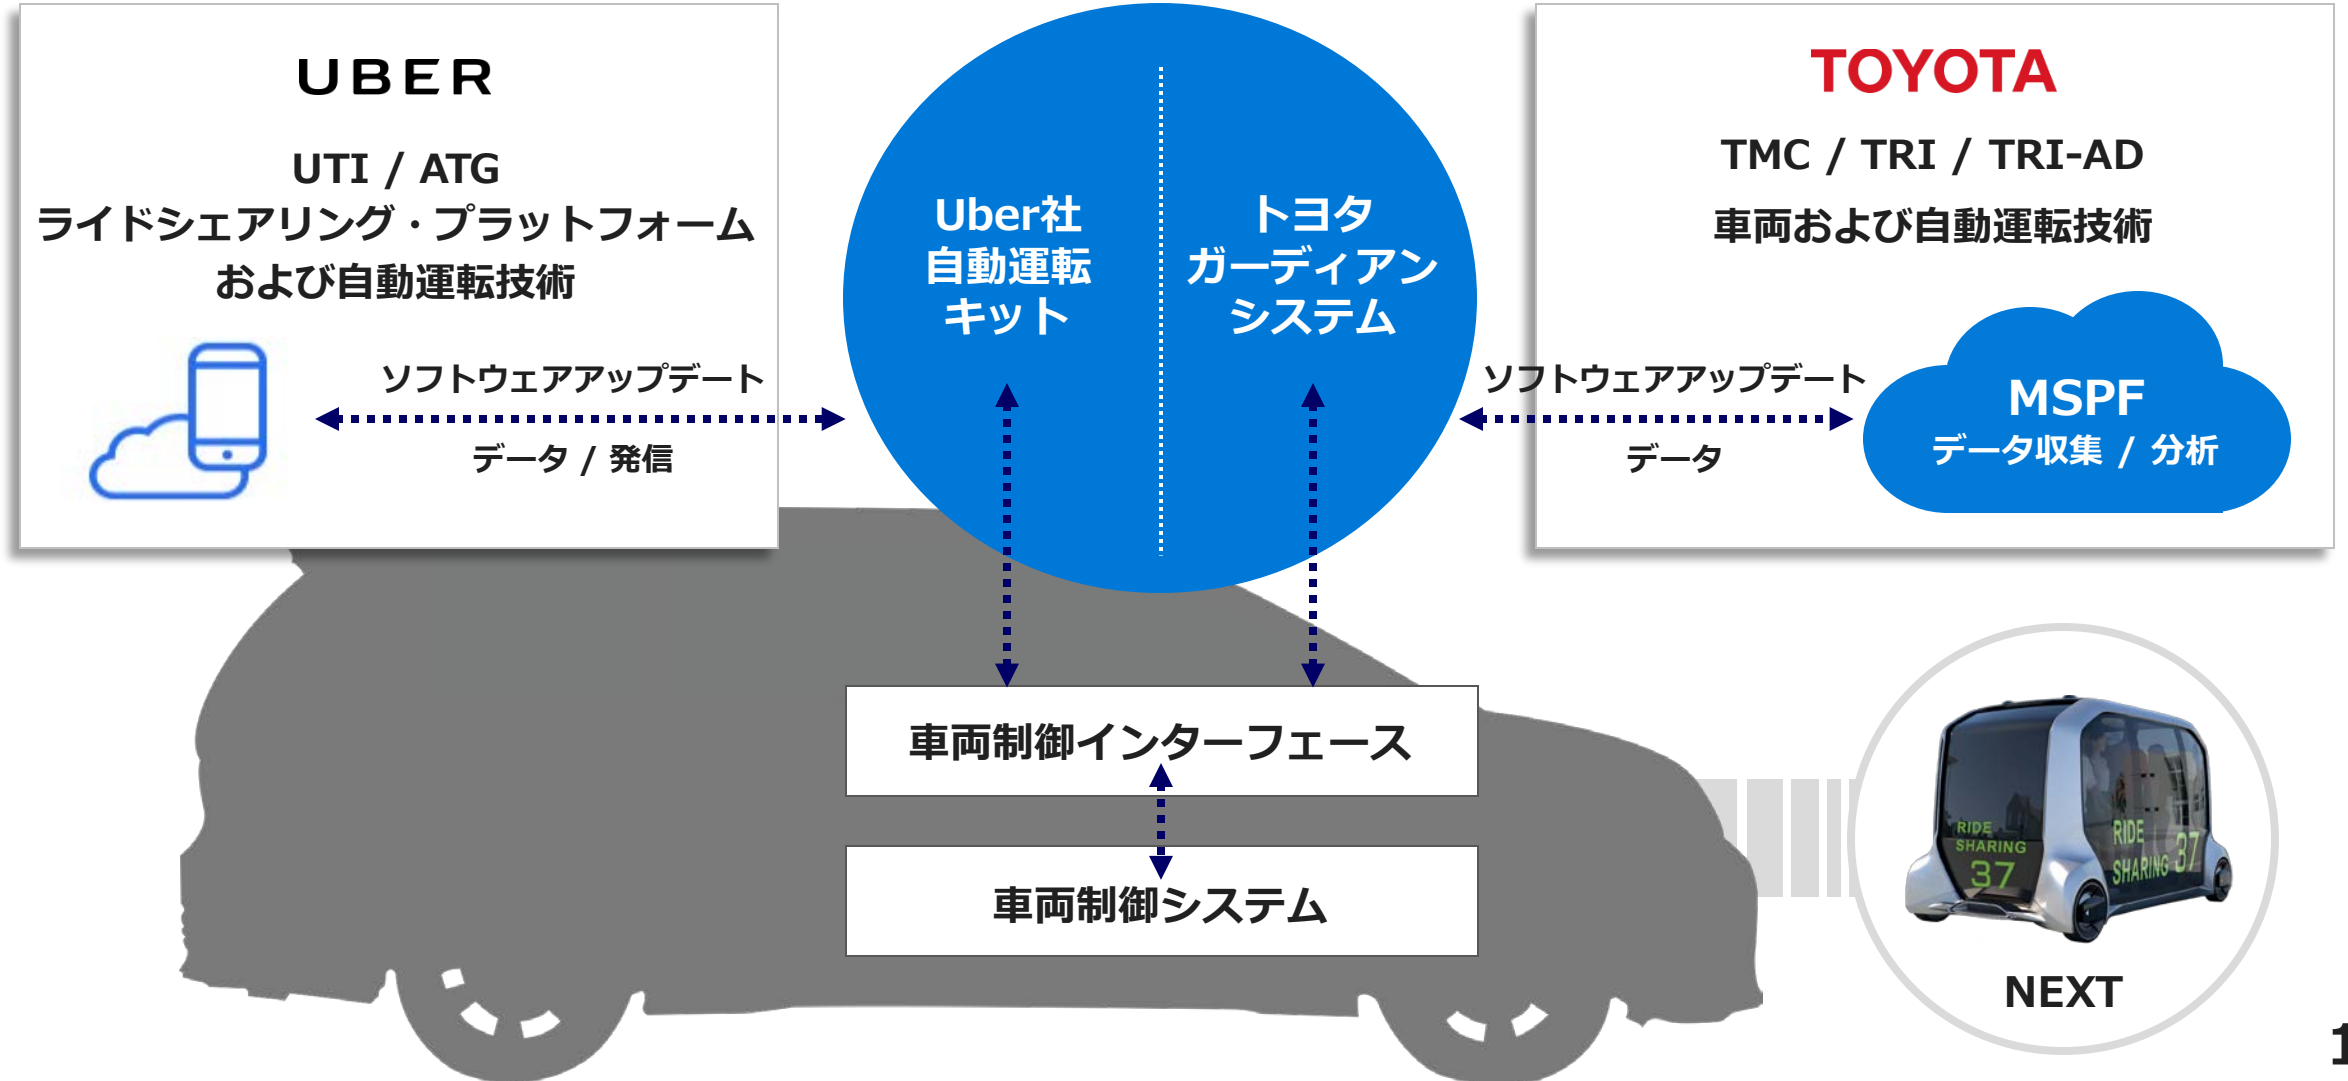 UBER
UTI / ATG
ライドシェアリング・プラットフォーム
および自動運転技術
ソフトウェアアップデート
データ / 発信
Uber社
自動運転
キット
トヨタ
ガーディアン
システム
TOYOTA
TMC / TRI / TRI-AD
車両および自動運転技術
ソフトウェアアップデート
データ
MSPF
データ収集 / 分析
車両制御インターフェース
車両制御システム
RIDE
SHARING
37
RIDE
SHARING 37
NEXT